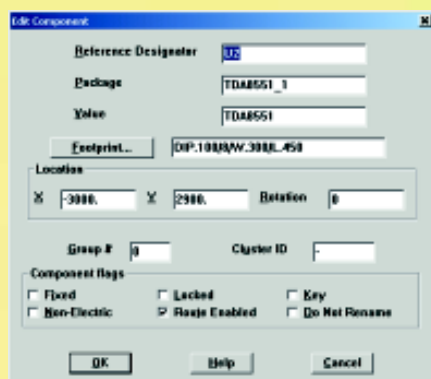 Edit Component
Reference Designator U2
Package TDA8551_1
Value TDA8551
Footprint... DIP.100/8/W.300/L.450
Location
X -3000. Y 2900. Rotation 0
Group # 0 Cluster ID -
Component flags
Fixed Locked Key
Non-Electric Route Enabled Do Not Rename
OK Help Cancel